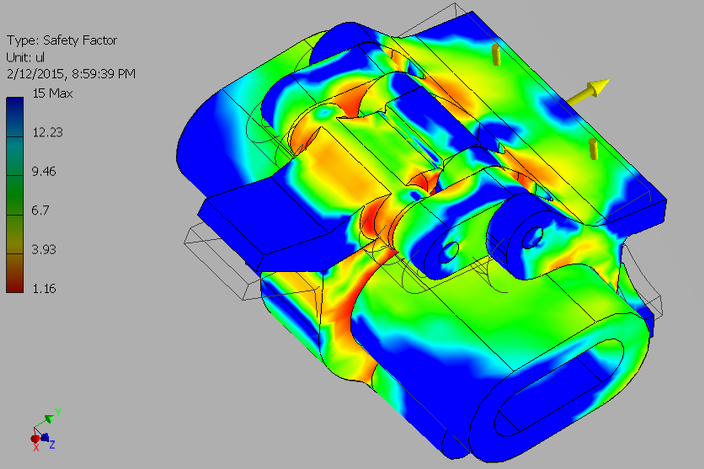 Type: Safety Factor
Unit: ul
2/12/2015, 8:59:39 PM
15 Max
12.23
9.46
6.7
3.93
1.16
Y
X
Z